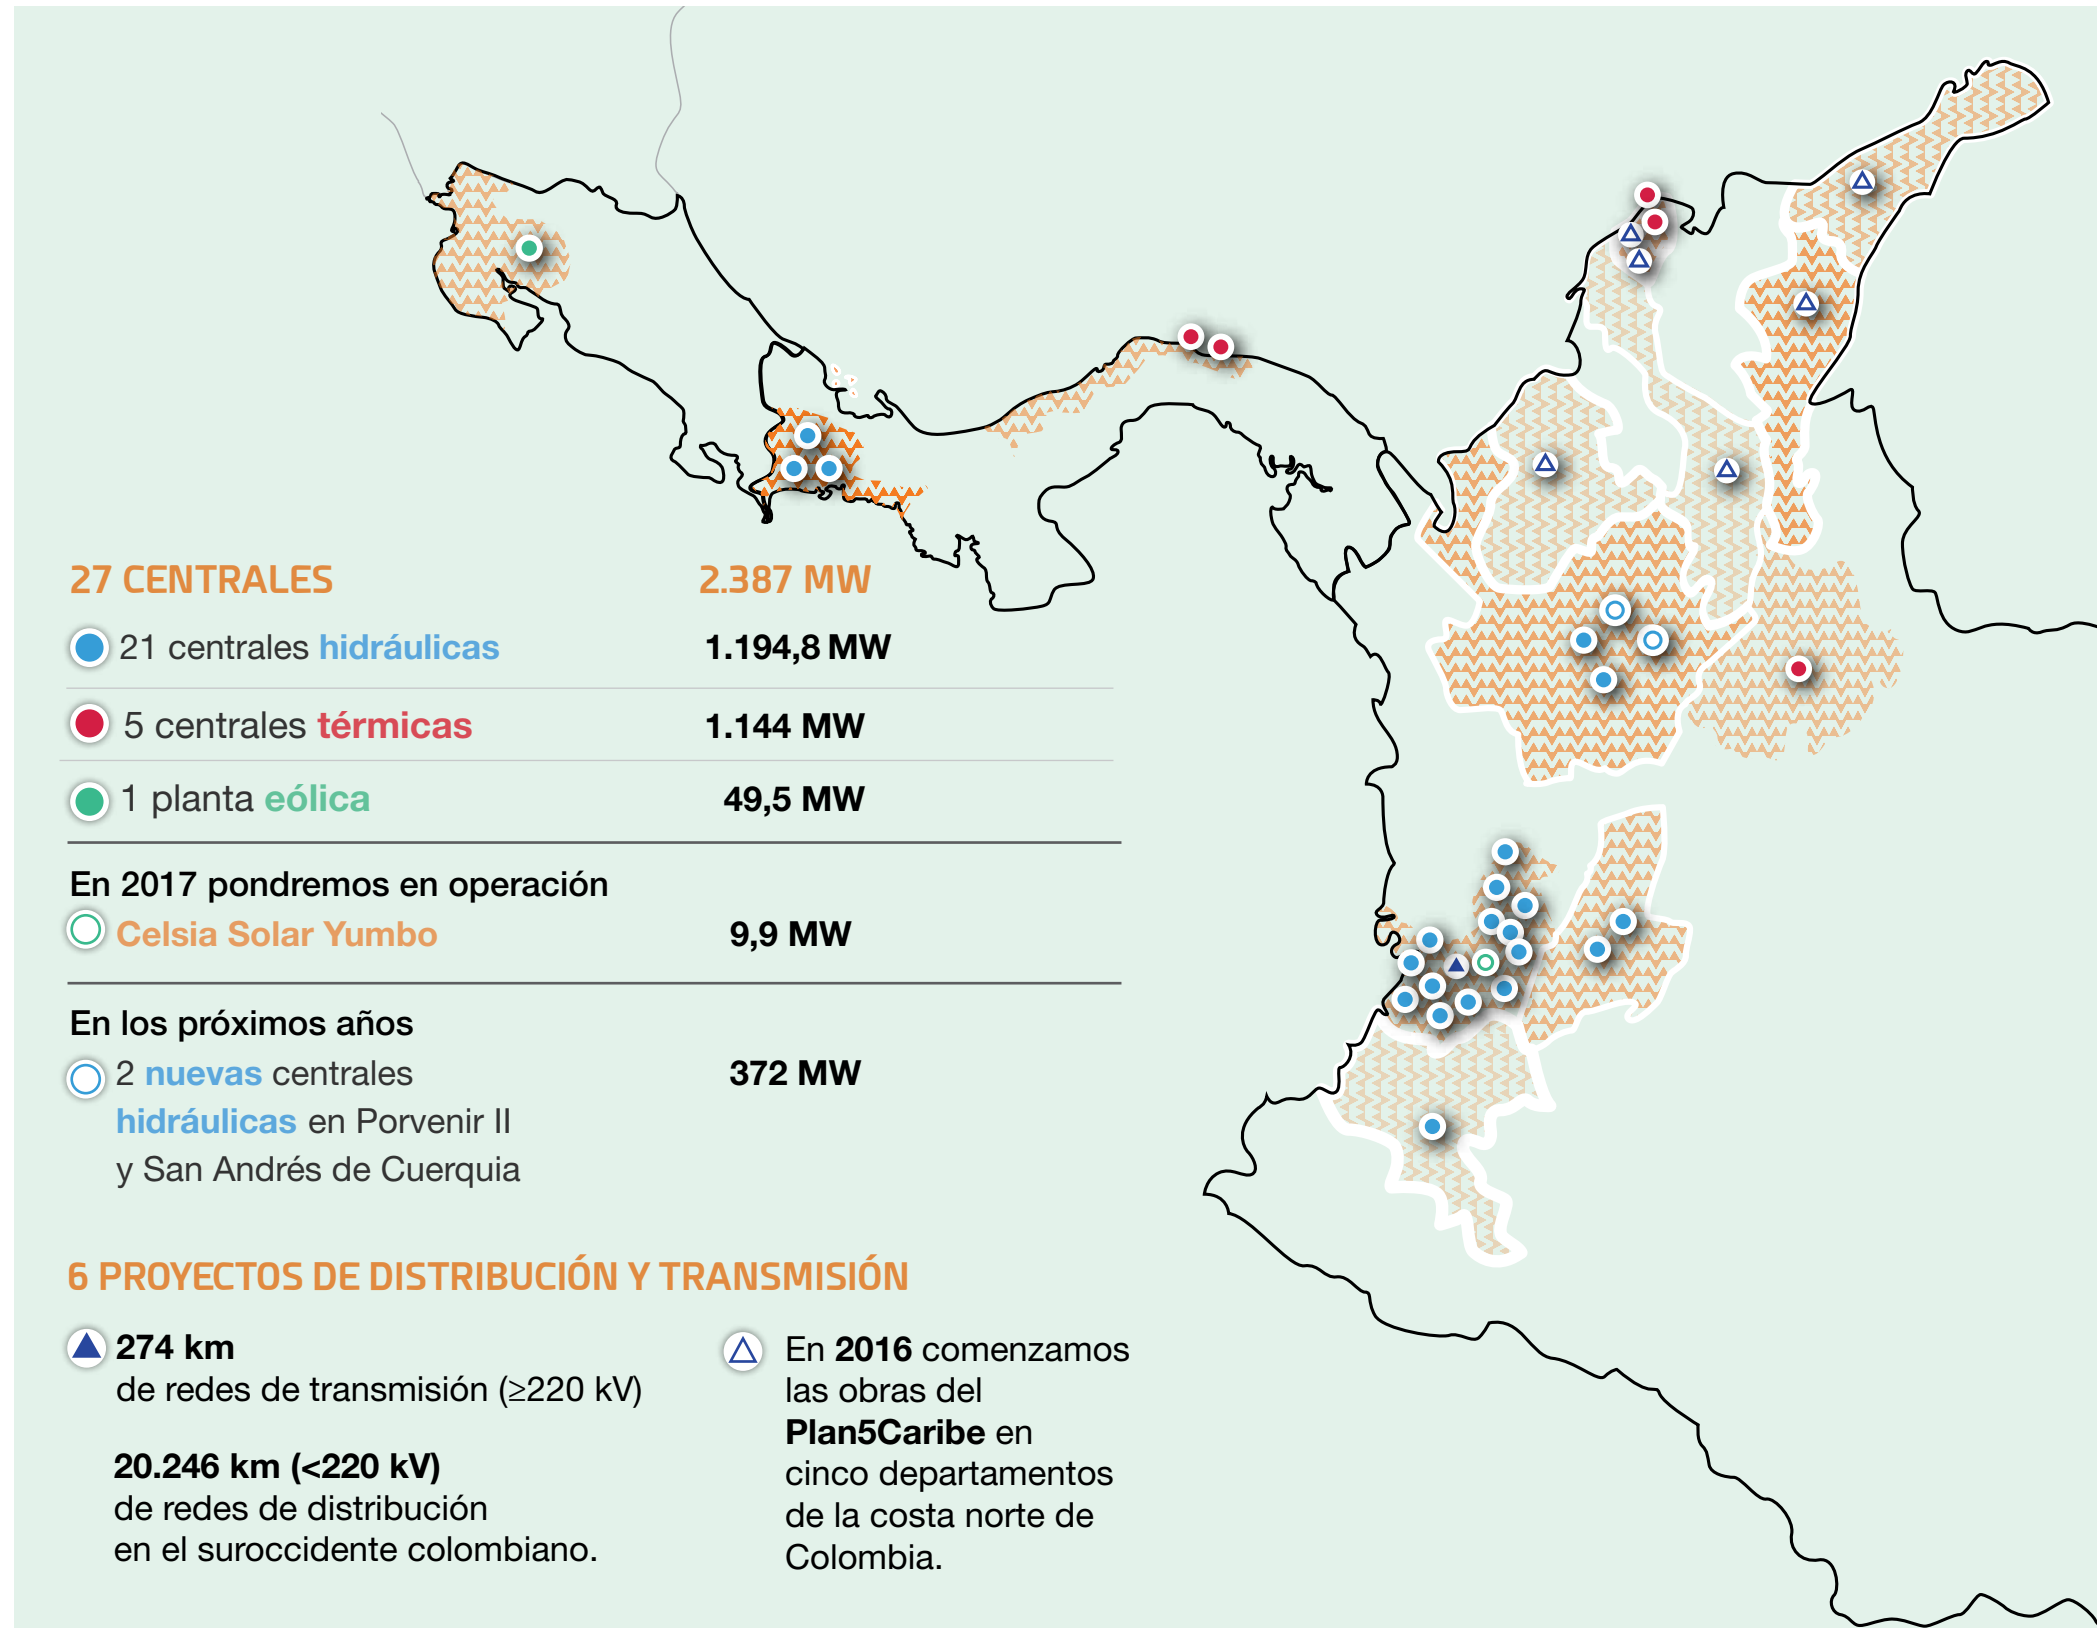 27 CENTRALES 2.387 MW
21 centrales hidráulicas 1.194,8 MW
5 centrales térmicas 1.144 MW
1 planta eólica 49,5 MW
En 2017 pondremos en operación
Celsia Solar Yumbo 9,9 MW
En los próximos años
2 nuevas centrales 372 MW
hidráulicas en Porvenir II
y San Andrés de Cuerquia
6 PROYECTOS DE DISTRIBUCIÓN Y TRANSMISIÓN
274 km
de redes de transmisión (≥220 kV)
20.246 km (<220 kV)
de redes de distribución
en el suroccidente colombiano.
En 2016 comenzamos
las obras del
Plan5Caribe en
cinco departamentos
de la costa norte de
Colombia.